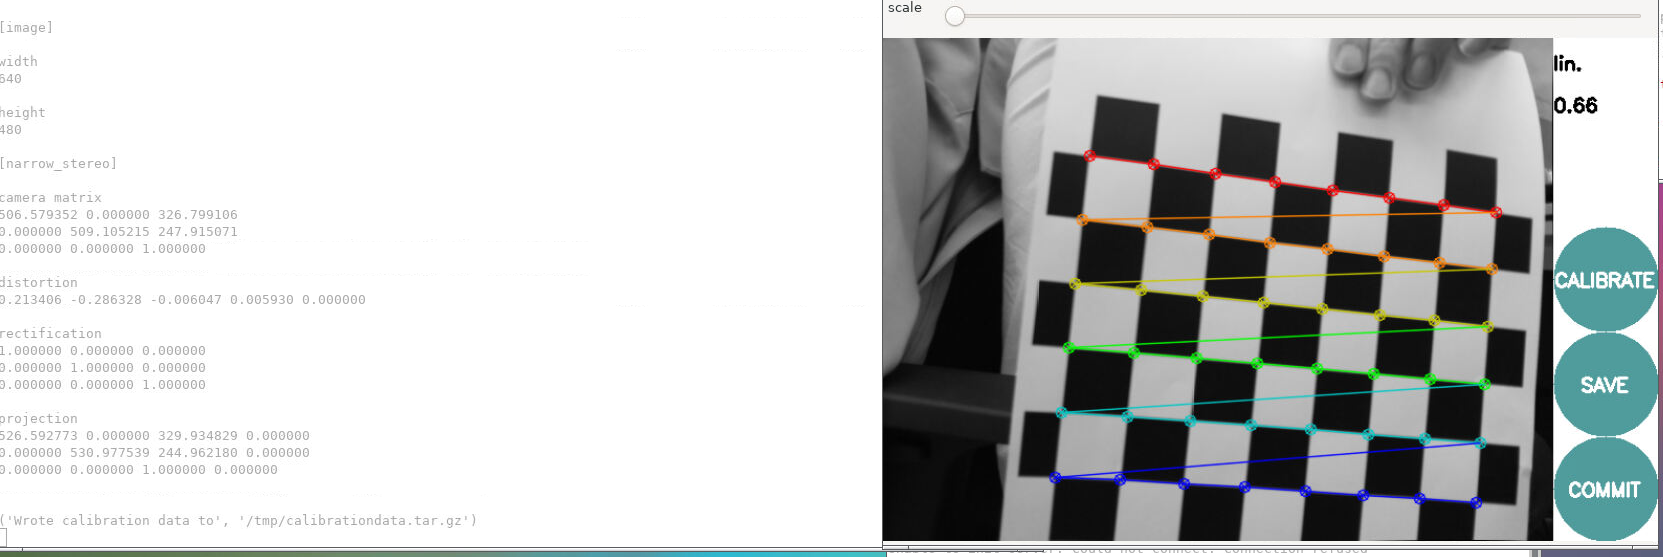 [image]
width
640
height
480
[narrow_stereo]
camera matrix
506.579352 0.000000 326.799106
0.000000 509.105215 247.915071
0.000000 0.000000 1.000000
distortion
0.213406 -0.286328 -0.006047 0.005930 0.000000
rectification
1.000000 0.000000 0.000000
0.000000 1.000000 0.000000
0.000000 0.000000 1.000000
projection
526.592773 0.000000 329.934829 0.000000
0.000000 530.977539 244.962180 0.000000
0.000000 0.000000 1.000000 0.000000
('Wrote calibration data to', '/tmp/calibrationdata.tar.gz')
scale
lin.
0.66
CALIBRATE
SAVE
COMMIT